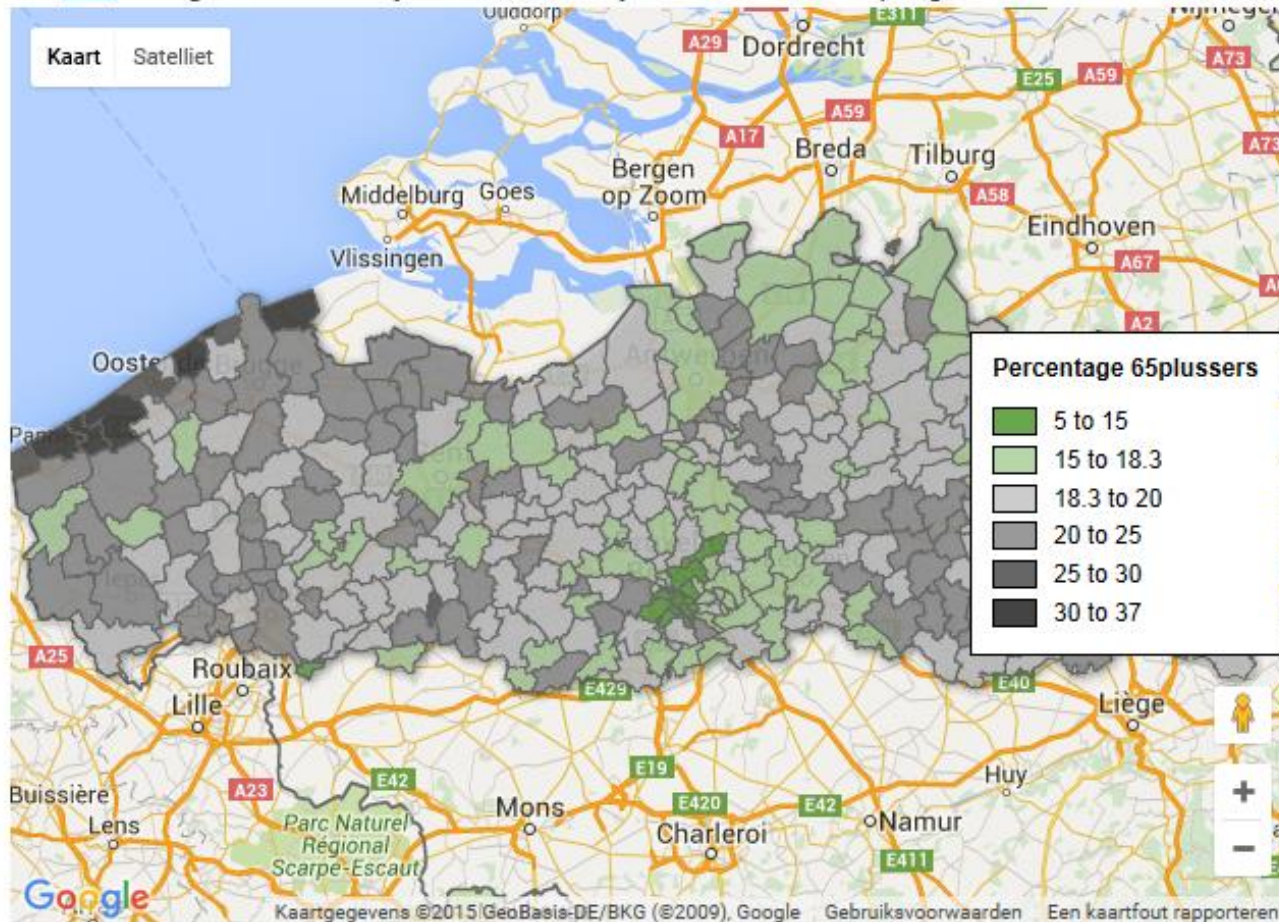 Ouddorp
E311
Nijmegen
Kaart Satelliet
A29
Dordrecht
A73
E25
A59
A59
A17
Breda
Tilburg
A73
Bergen
op Zoom
Middelburg Goes
A58
Eindhoven
Vlissingen
A67
A2
Antwerpen
Percentage 65plussers
5 to 15
15 to 18.3
18.3 to 20
20 to 25
25 to 30
30 to 37
A25
Roubaix
E429
E40
Liège
Lille
E19
Huy
E42
Buissière
A23
Mons
E420
E42
Namur
Lens
Parc Naturel
Régional
Scarpe-Escaut
Charleroi
E411
+
−
Google
Kaartgegevens ©2015 GeoBasis-DE/BKG (©2009), Google Gebruiksvoorwaarden Een kaartfout rapporteren